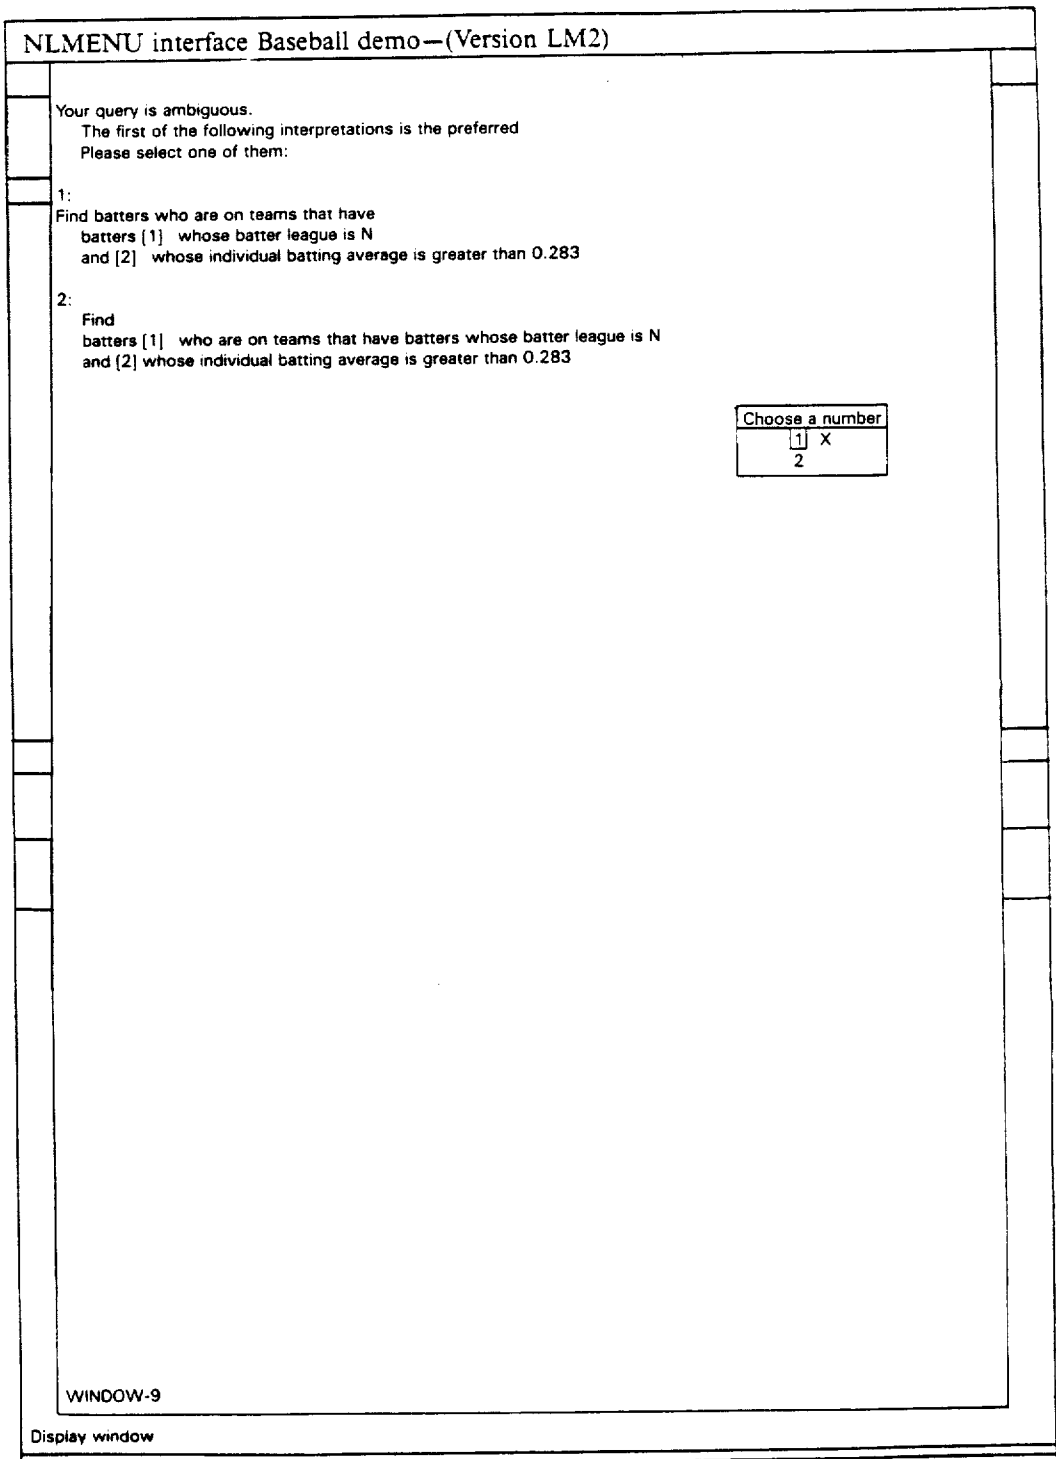 NLMENU interface Baseball demo—(Version LM2)
Your query is ambiguous.
The first of the following interpretations is the preferred
Please select one of them:
1:
Find batters who are on teams that have
batters [1] whose batter league is N
and [2] whose individual batting average is greater than 0.283
2:
Find
batters [1] who are on teams that have batters whose batter league is N
and [2] whose individual batting average is greater than 0.283
Choose a number
1 X
2
WINDOW-9
Display window